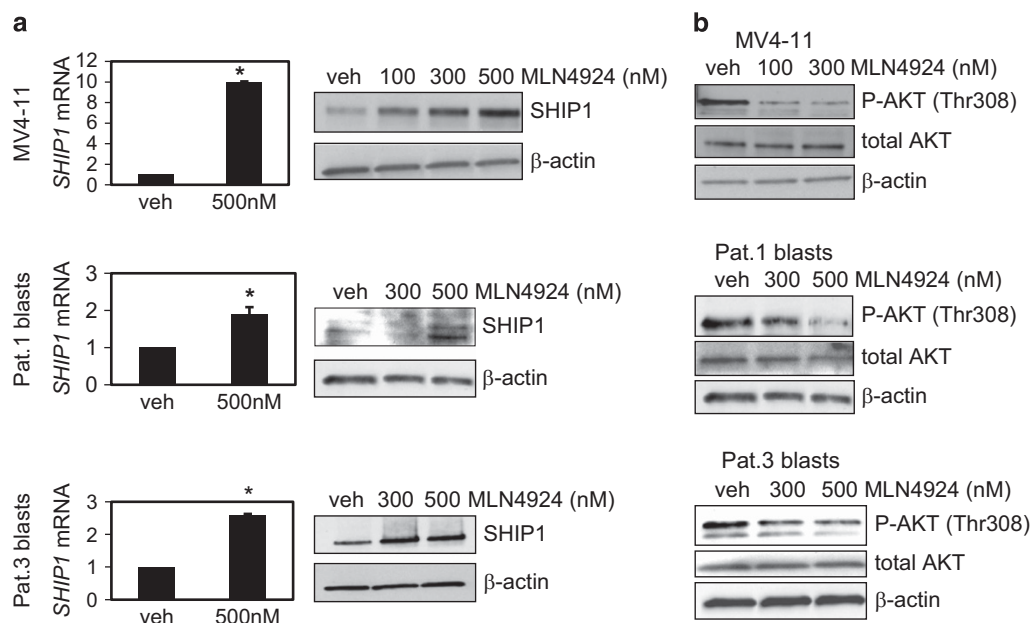 a
MV4-11
SHIP1 mRNA
12
10
8
6
4
2
0
*
veh 500nM
veh 100 300 500 MLN4924 (nM)
SHIP1
β-actin
Pat.1 blasts
SHIP1 mRNA
3
2
1
0
*
veh 500nM
veh 300 500 MLN4924 (nM)
SHIP1
β-actin
Pat.3 blasts
SHIP1 mRNA
3
2
1
0
*
veh 500nM
veh 300 500 MLN4924 (nM)
SHIP1
β-actin
b
MV4-11
veh 100 300 MLN4924 (nM)
P-AKT (Thr308)
total AKT
β-actin
Pat.1 blasts
veh 300 500 MLN4924 (nM)
P-AKT (Thr308)
total AKT
β-actin
Pat.3 blasts
veh 300 500 MLN4924 (nM)
P-AKT (Thr308)
total AKT
β-actin